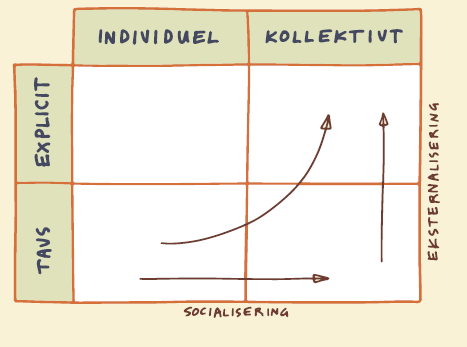 INDIVIDUEL
KOLLEKTIVT
EXPLICIT
TAVS
EKSTERNALISERING
SOCIALISERING